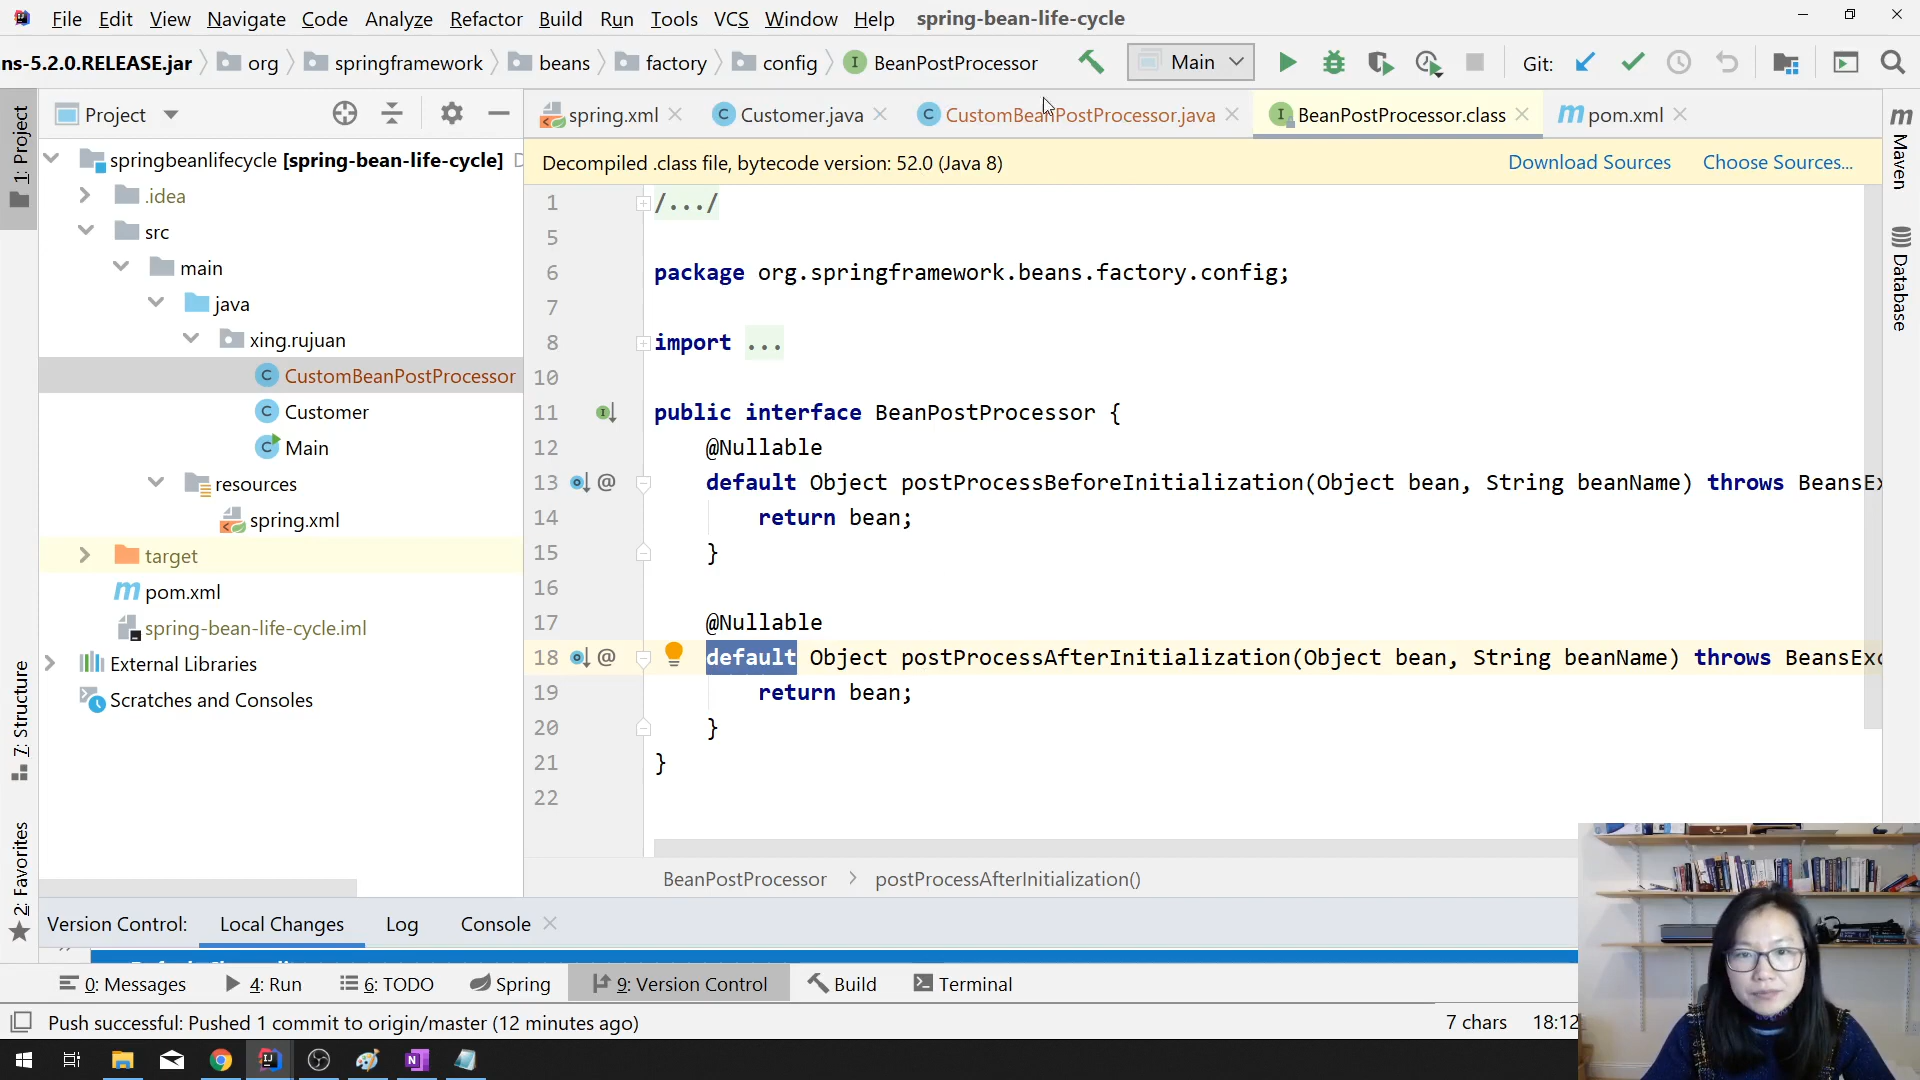 File Edit View Navigate Code Analyze Refactor Build Run Tools VCS Window Help spring-bean-life-cycle
ns-5.2.0.RELEASE.jar org springframework beans factory config I BeanPostProcessor Main Git:
1: Project
Project
spring.xml C Customer.java C CustomBeanPostProcessor.java I BeanPostProcessor.class m pom.xml
m Maven
Database
Decompiled .class file, bytecode version: 52.0 (Java 8) Download Sources Choose Sources...
springbeanlifecycle [spring-bean-life-cycle]
.idea
src
main
java
xing.rujuan
C CustomBeanPostProcessor
C Customer
C Main
resources
spring.xml
target
m pom.xml
spring-bean-life-cycle.iml
External Libraries
Scratches and Consoles
7: Structure
2: Favorites
1 /.../
5
6 package org.springframework.beans.factory.config;
7
8 import ...
10
11 public interface BeanPostProcessor {
12 @Nullable
13 @ default Object postProcessBeforeInitialization(Object bean, String beanName) throws BeansEx
14 return bean;
15 }
16
17 @Nullable
18 @ default Object postProcessAfterInitialization(Object bean, String beanName) throws BeansExc
19 return bean;
20 }
21 }
22
BeanPostProcessor postProcessAfterInitialization()
Version Control: Local Changes Log Console
0: Messages 4: Run 6: TODO Spring 9: Version Control Build Terminal
Push successful: Pushed 1 commit to origin/master (12 minutes ago) 7 chars 18:12